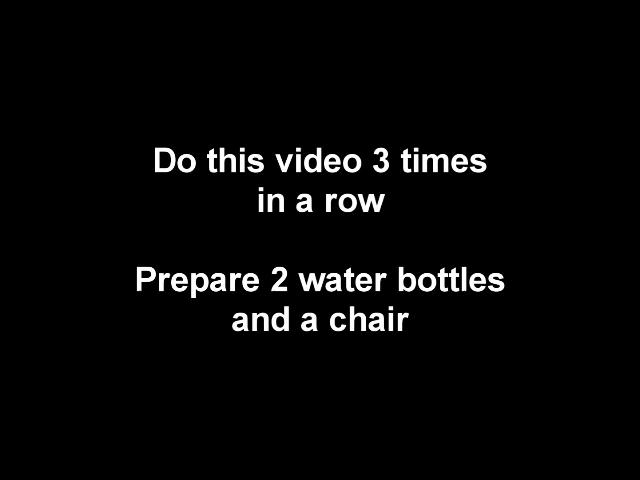 Do this video 3 times
in a row
Prepare 2 water bottles
and a chair